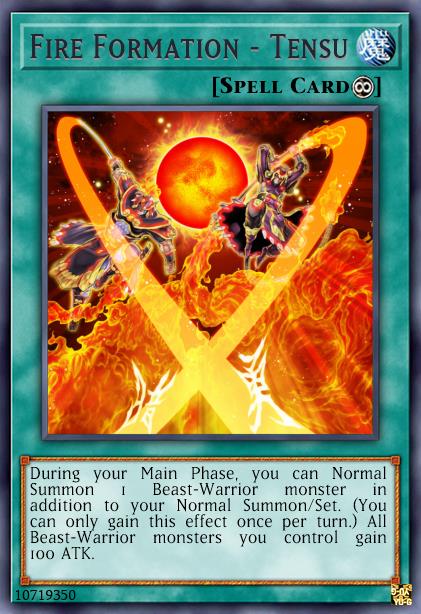 Fire Formation - Tensu
[Spell Card]
During your Main Phase, you can Normal
Summon 1 Beast-Warrior monster in
addition to your Normal Summon/Set. (You
can only gain this effect once per turn.) All
Beast-Warrior monsters you control gain
100 ATK.
10719350